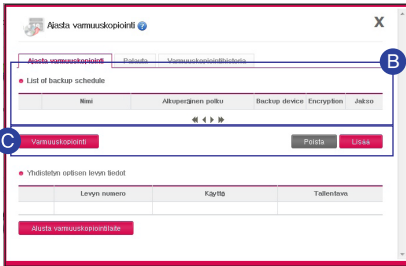 Ajasta varmuuskopiointi ?
X
Ajasta varmuuskopiointi Palauta Varmuuskopiointihistoria
B
List of backup schedule
Nimi Alkuperäinen polku Backup device Encryption Jakso
C
Varmuuskopiointi Poista Lisää
Yhdistetyn optisen levyn tiedot
Levyn numero Käyttö Tallentava
Alusta varmuuskopiointilaite